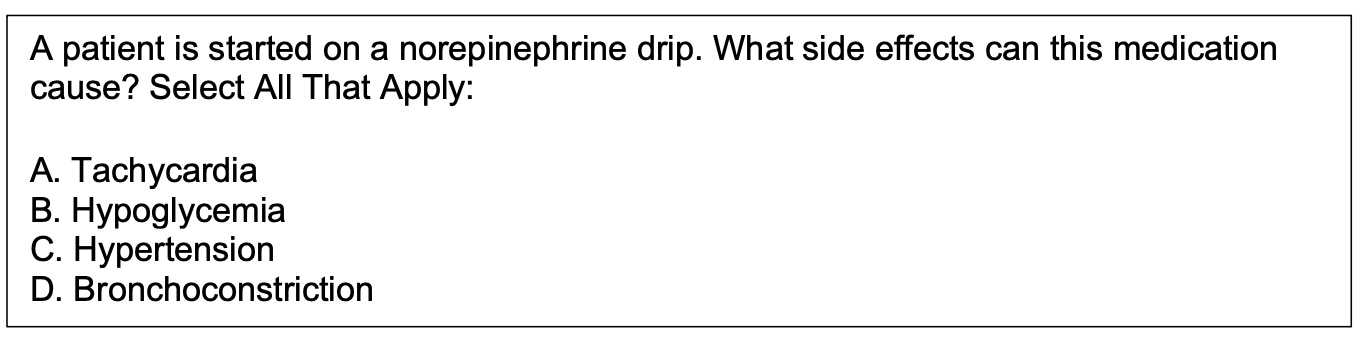 A patient is started on a norepinephrine drip. What side effects can this medication
cause? Select All That Apply:
A. Tachycardia
B. Hypoglycemia
C. Hypertension
D. Bronchoconstriction